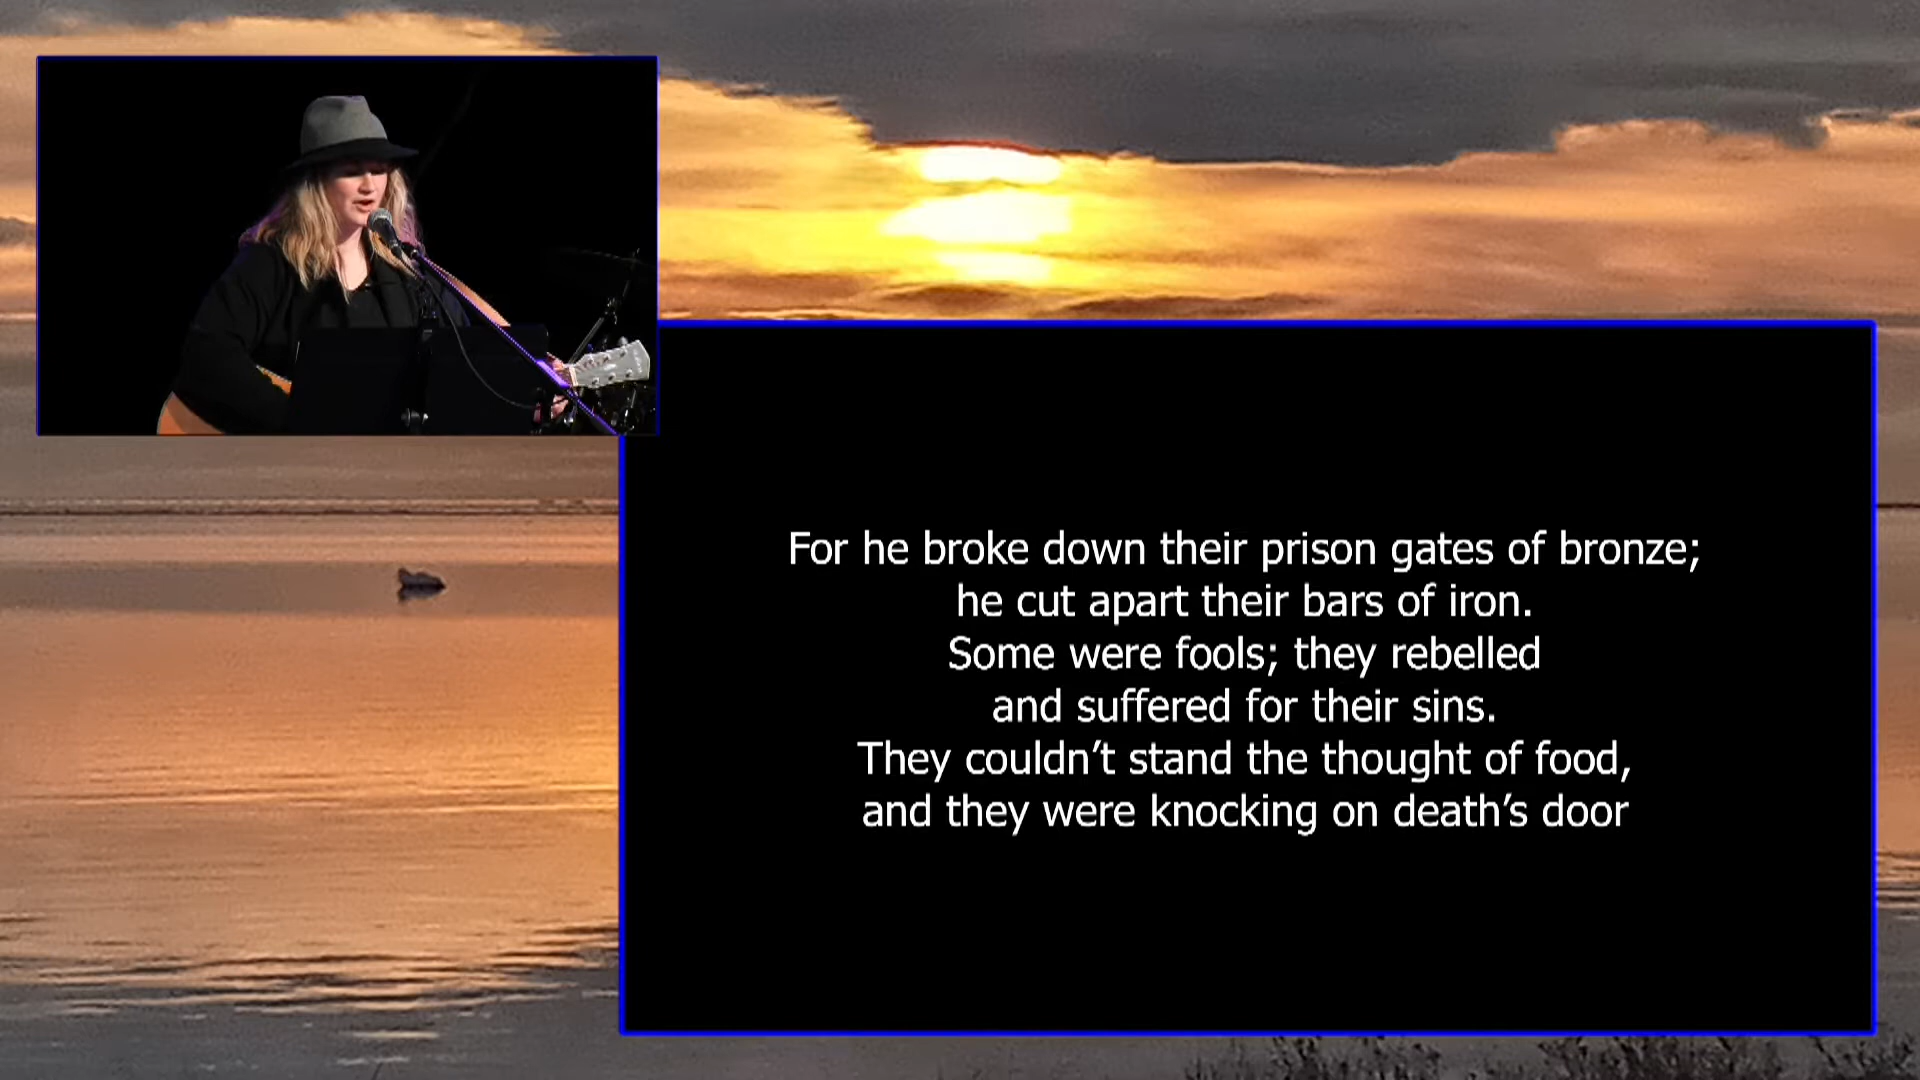 For he broke down their prison gates of bronze;
he cut apart their bars of iron.
Some were fools; they rebelled
and suffered for their sins.
They couldn’t stand the thought of food,
and they were knocking on death’s door